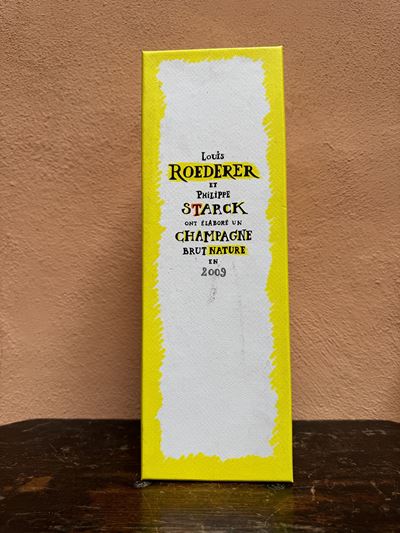 Louis
ROEDERER
ET
PHILIPPE
STARCK
ONT ÉLABORÉ UN
CHAMPAGNE
BRUT NATURE
EN
2009